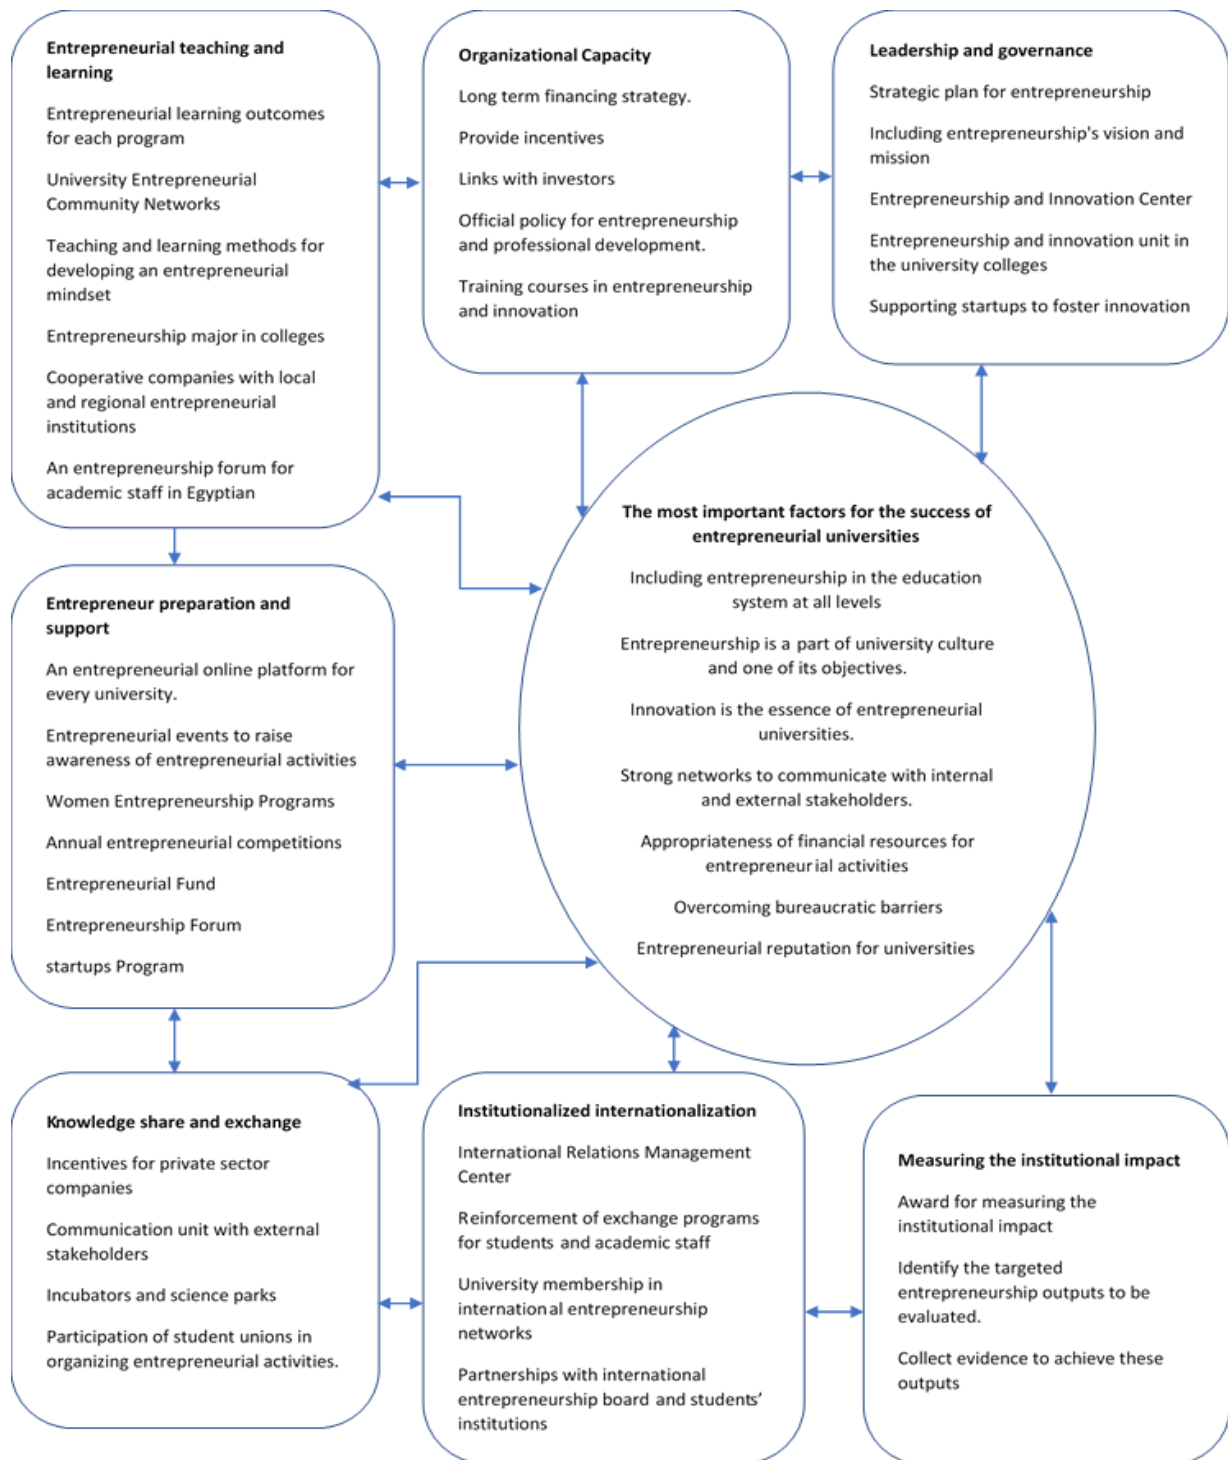 Entrepreneurial teaching and
learning
Entrepreneurial learning outcomes
for each program
University Entrepreneurial
Community Networks
Teaching and learning methods for
developing an entrepreneurial
mindset
Entrepreneurship major in colleges
Cooperative companies with local
and regional entrepreneurial
institutions
An entrepreneurship forum for
academic staff in Egyptian
Organizational Capacity
Long term financing strategy.
Provide incentives
Links with investors
Official policy for entrepreneurship
and professional development.
Training courses in entrepreneurship
and innovation
Leadership and governance
Strategic plan for entrepreneurship
Including entrepreneurship's vision and
mission
Entrepreneurship and Innovation Center
Entrepreneurship and innovation unit in
the university colleges
Supporting startups to foster innovation
The most important factors for the success of
entrepreneurial universities
Including entrepreneurship in the education
system at all levels
Entrepreneurship is a part of university culture
and one of its objectives.
Innovation is the essence of entrepreneurial
universities.
Strong networks to communicate with internal
and external stakeholders.
Appropriateness of financial resources for
entrepreneurial activities
Overcoming bureaucratic barriers
Entrepreneurial reputation for universities
Entrepreneur preparation and
support
An entrepreneurial online platform for
every university.
Entrepreneurial events to raise
awareness of entrepreneurial activities
Women Entrepreneurship Programs
Annual entrepreneurial competitions
Entrepreneurial Fund
Entrepreneurship Forum
startups Program
Knowledge share and exchange
Incentives for private sector
companies
Communication unit with external
stakeholders
Incubators and science parks
Participation of student unions in
organizing entrepreneurial activities.
Institutionalized internationalization
International Relations Management
Center
Reinforcement of exchange programs
for students and academic staff
University membership in
international entrepreneurship
networks
Partnerships with international
entrepreneurship board and students’
institutions
Measuring the institutional impact
Award for measuring the
institutional impact
Identify the targeted
entrepreneurship outputs to be
evaluated.
Collect evidence to achieve these
outputs